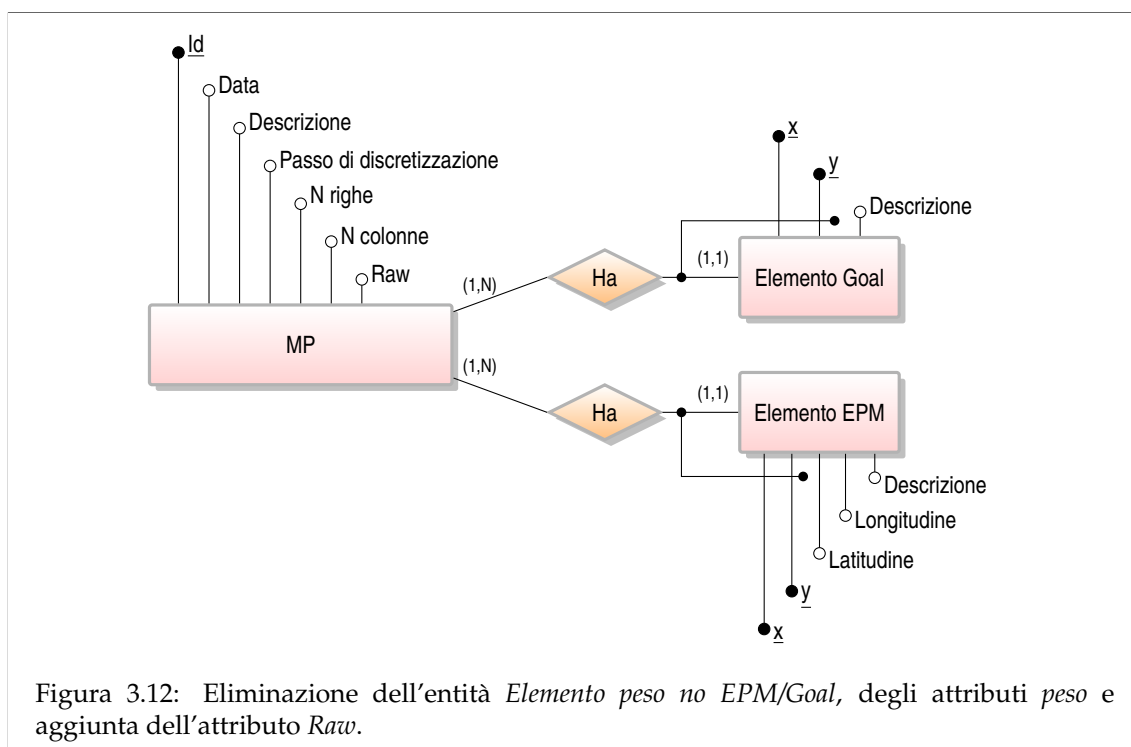 Id
Data
Descrizione
Passo di discretizzazione
N righe
N colonne
Raw
MP
(1,N)
(1,N)
Ha
(1,1)
x
y
Descrizione
Elemento Goal
Ha
(1,1)
Elemento EPM
Descrizione
Longitudine
Latitudine
y
x
Figura 3.12: Eliminazione dell'entità Elemento peso no EPM/Goal, degli attributi peso e
aggiunta dell'attributo Raw.